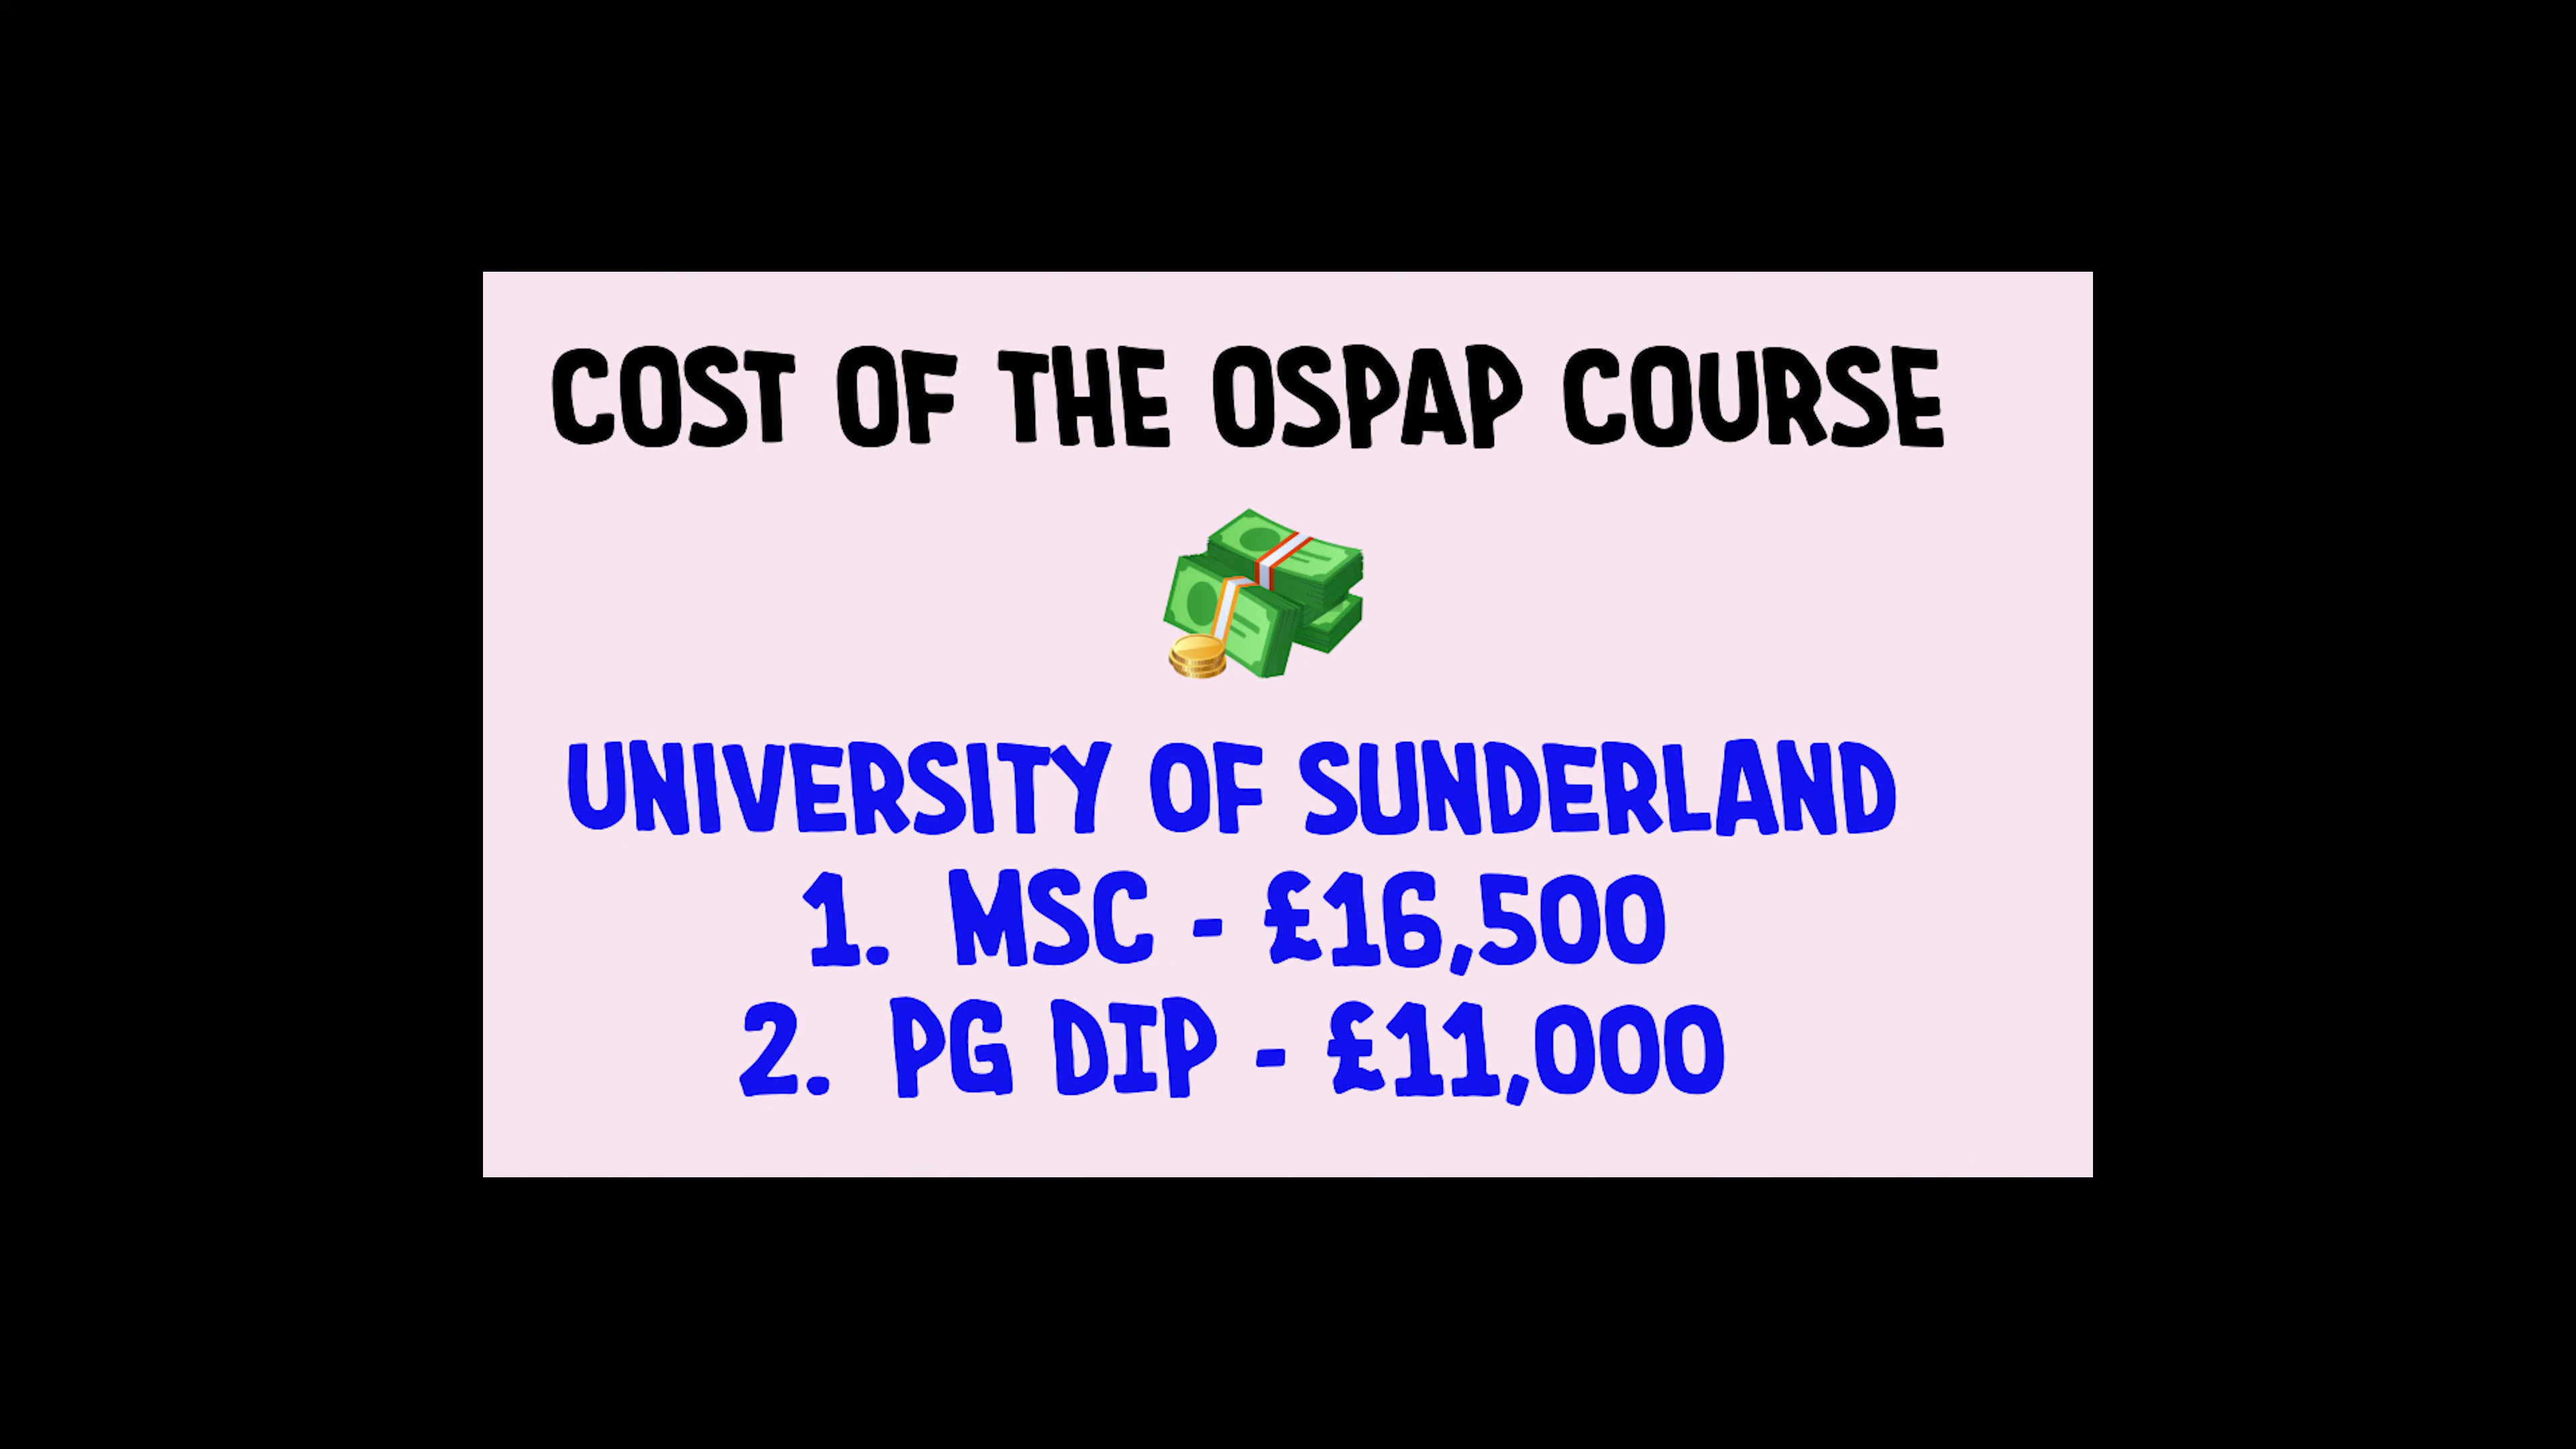 COST OF THE OSPAP COURSE
UNIVERSITY OF SUNDERLAND
1. MSC - £16,500
2. PG DIP - £11,000